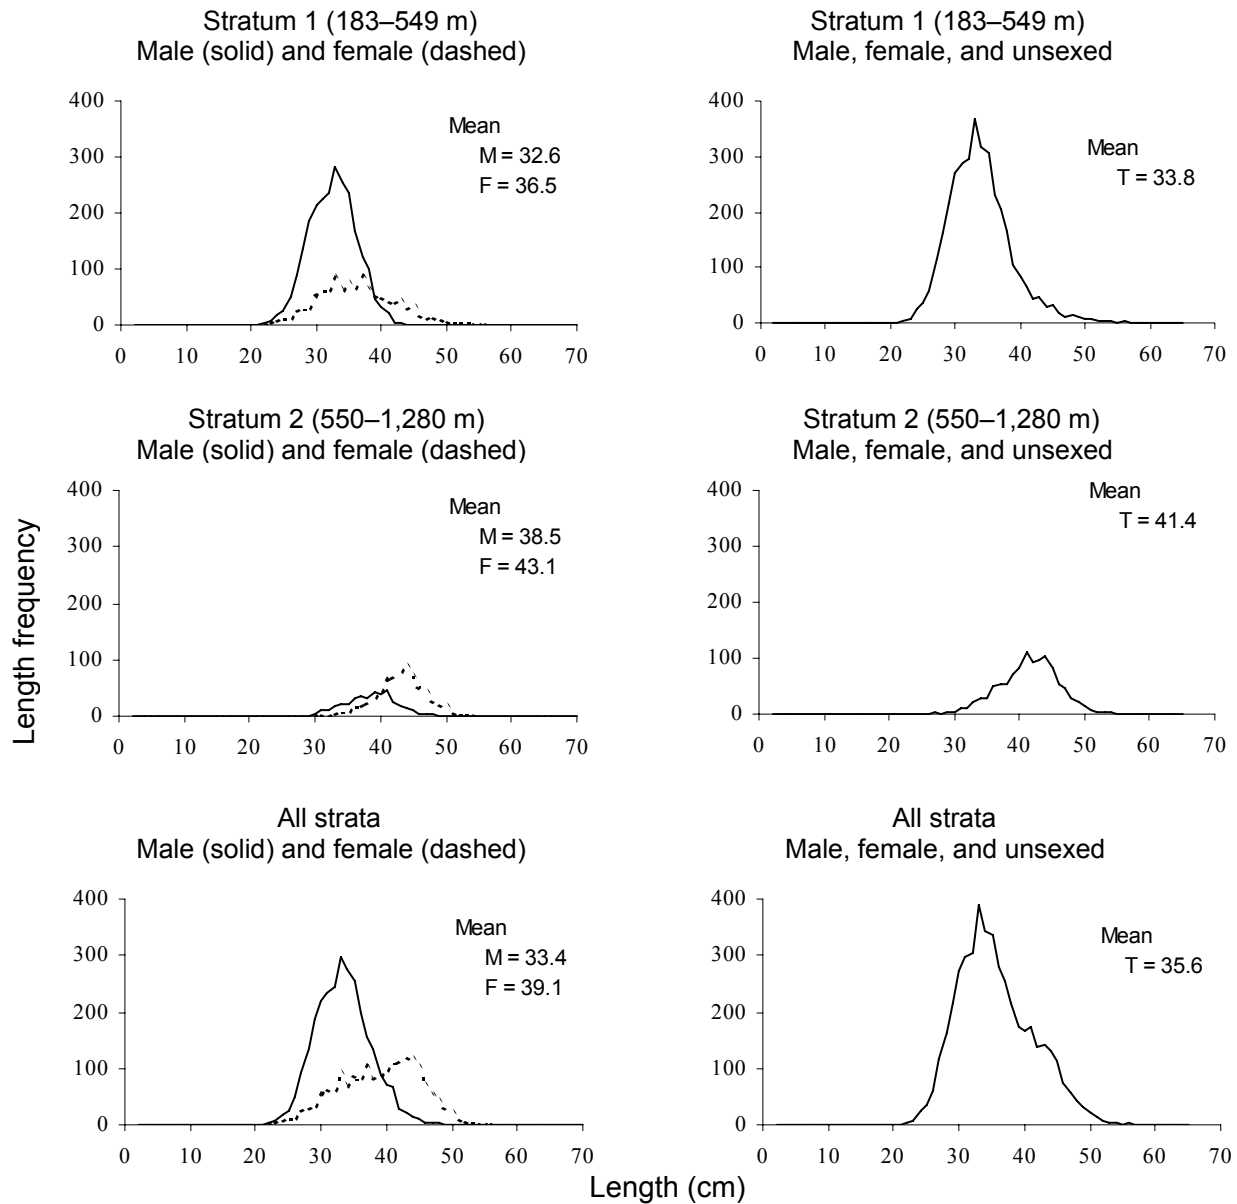 Stratum 1 (183–549 m)
Male (solid) and female (dashed)
400
300
200
100
0
0 10 20 30 40 50 60 70
Mean
M = 32.6
F = 36.5
Stratum 1 (183–549 m)
Male, female, and unsexed
400
300
200
100
0
0 10 20 30 40 50 60 70
Mean
T = 33.8
Stratum 2 (550–1,280 m)
Male (solid) and female (dashed)
400
300
200
100
0
0 10 20 30 40 50 60 70
Mean
M = 38.5
F = 43.1
Stratum 2 (550–1,280 m)
Male, female, and unsexed
400
300
200
100
0
0 10 20 30 40 50 60 70
Mean
T = 41.4
Length frequency
All strata
Male (solid) and female (dashed)
400
300
200
100
0
0 10 20 30 40 50 60 70
Mean
M = 33.4
F = 39.1
All strata
Male, female, and unsexed
400
300
200
100
0
0 10 20 30 40 50 60 70
Mean
T = 35.6
Length (cm)